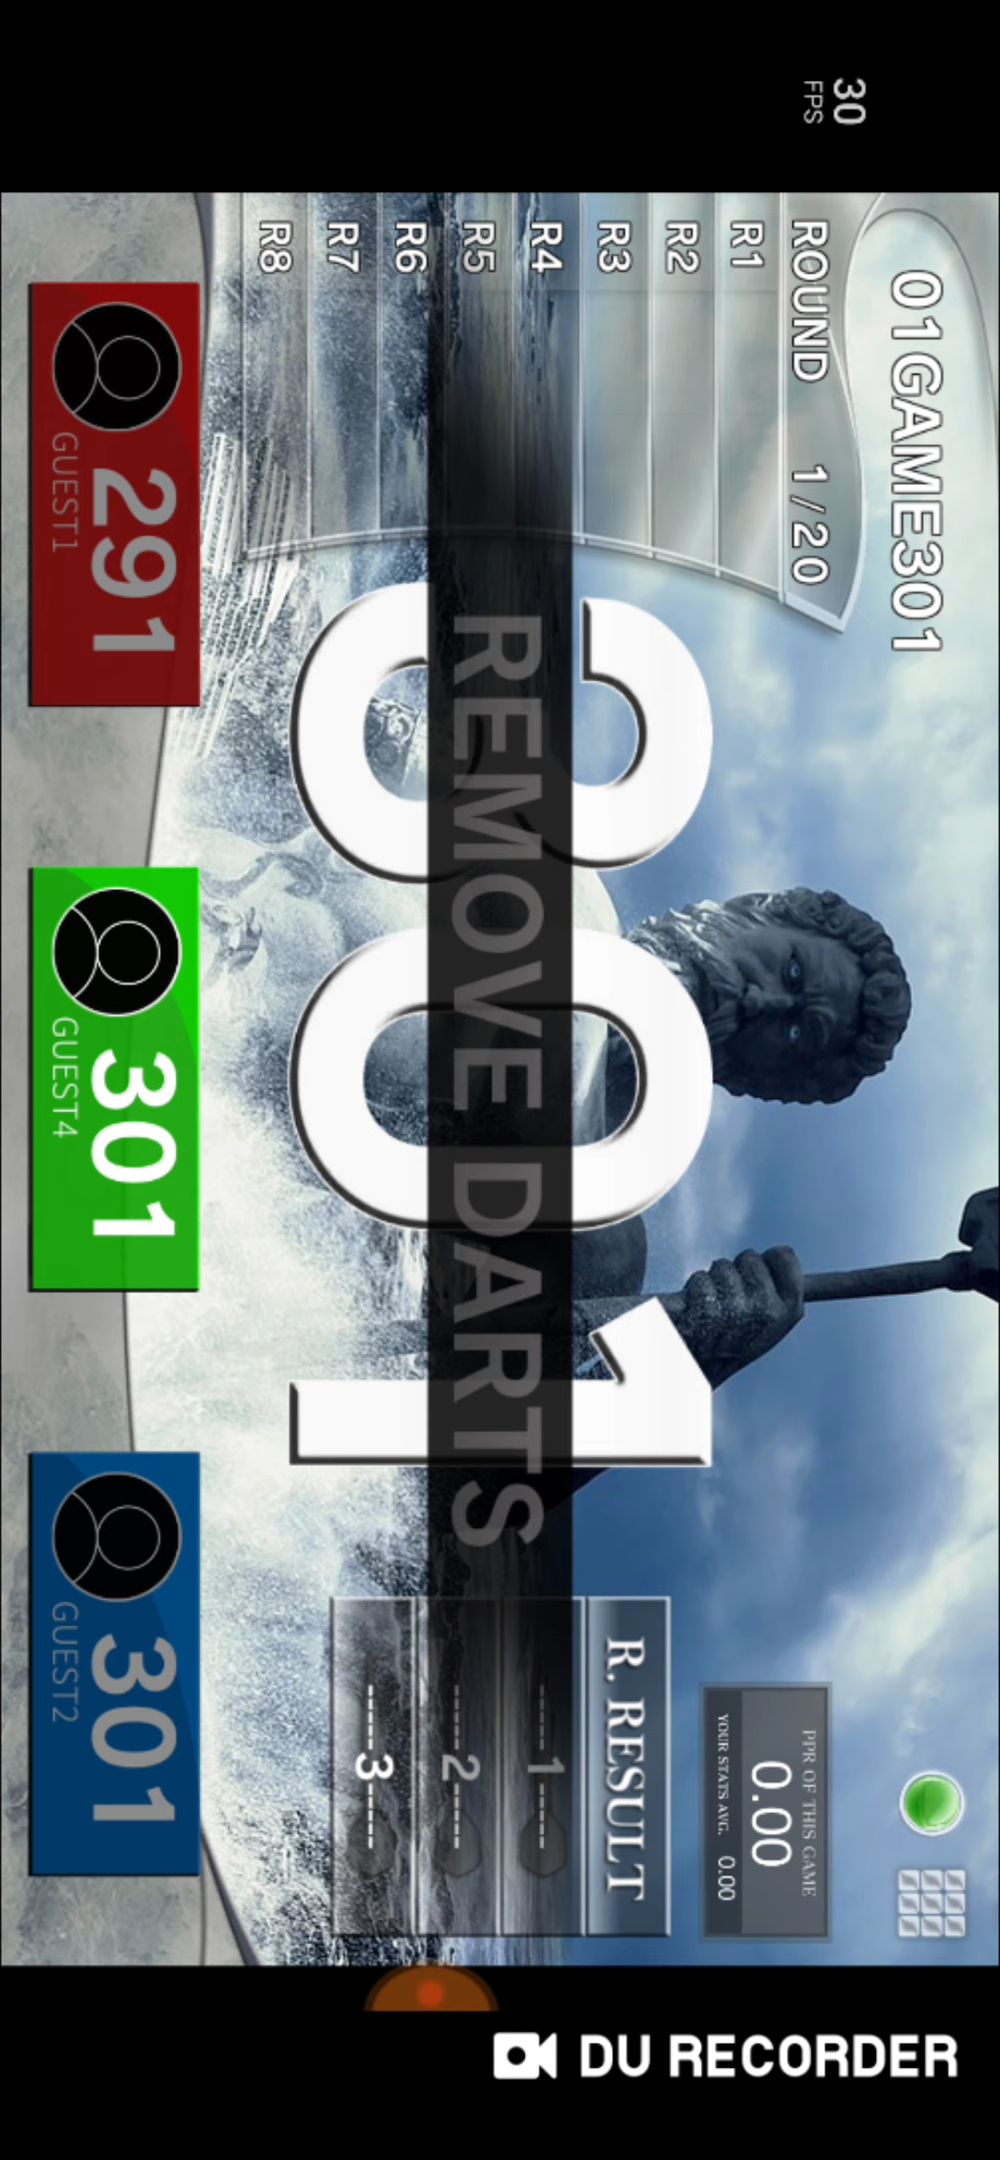 30
FPS
01GAME301
ROUND 1/20
R1
R2
R3
R4
R5
R6
R7
R8
301
REMOVE DARTS
PPR OF THIS GAME
0.00
YOUR STATS AVG. 0.00
R. RESULT
1
2
3
291
GUEST1
301
GUEST4
301
GUEST2
DU RECORDER